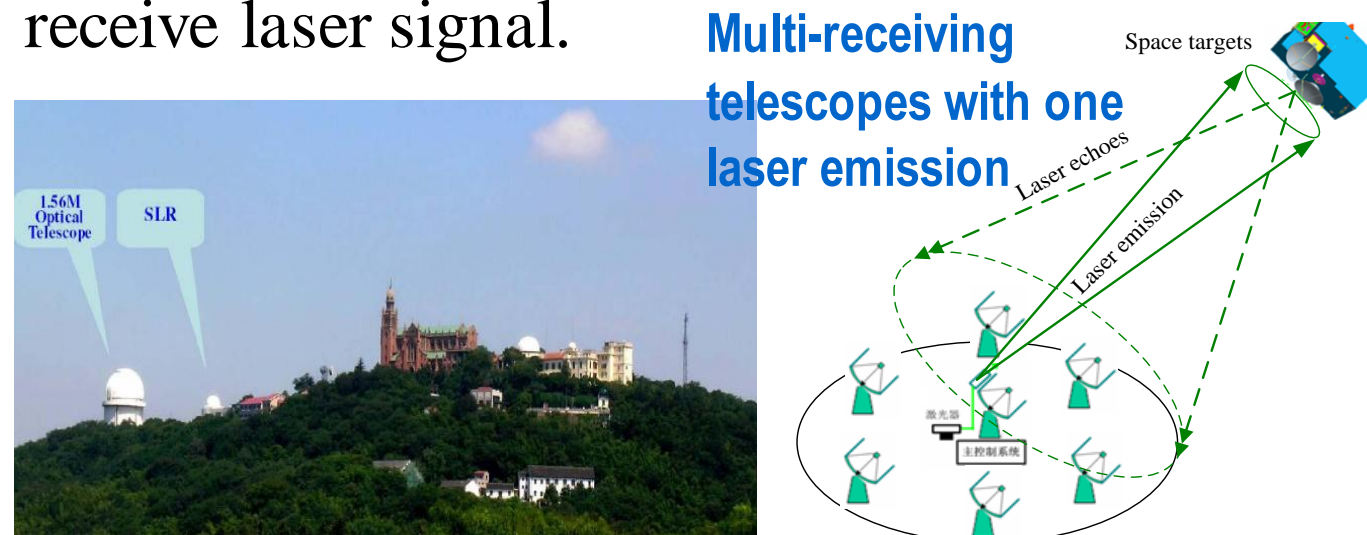 receive laser signal.
Multi-receiving
telescopes with one
laser emission
Space targets
Laser echoes
Laser emission
1.56M
Optical
Telescope
SLR
激光器
主控制系统